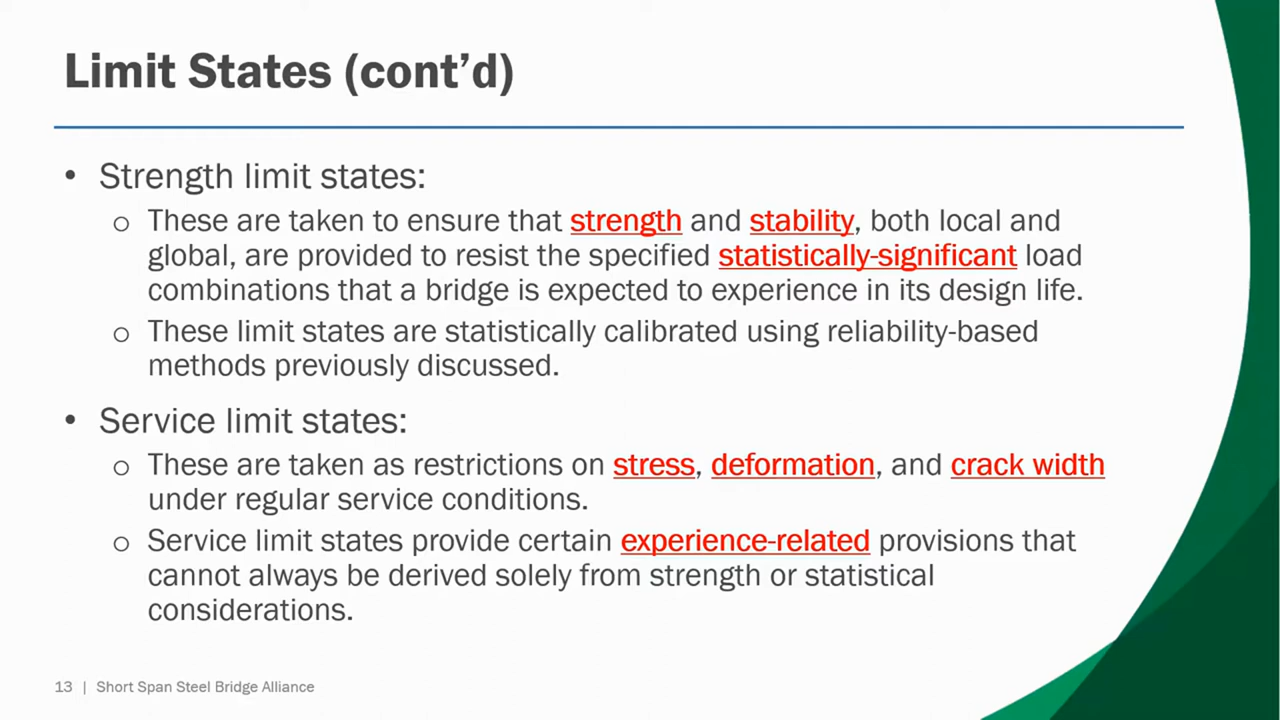 Limit States (cont’d)
• Strength limit states:
o These are taken to ensure that strength and stability, both local and
global, are provided to resist the specified statistically-significant load
combinations that a bridge is expected to experience in its design life.
o These limit states are statistically calibrated using reliability-based
methods previously discussed.
• Service limit states:
o These are taken as restrictions on stress, deformation, and crack width
under regular service conditions.
o Service limit states provide certain experience-related provisions that
cannot always be derived solely from strength or statistical
considerations.
13 | Short Span Steel Bridge Alliance